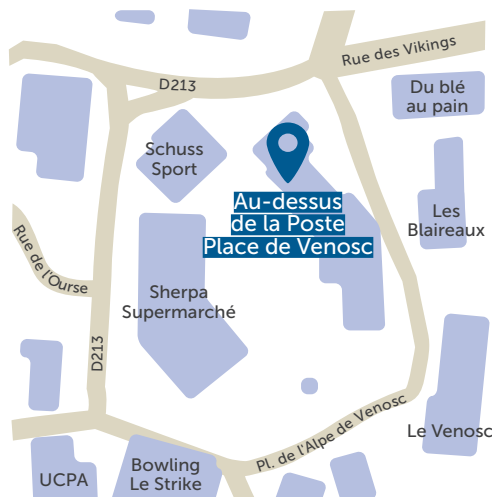 Rue des Vikings
D213
Du blé
au pain
Schuss
Sport
Au-dessus
de la Poste
Place de Venosc
Les
Blaireaux
Rue de l'Ourse
Sherpa
Supermarché
D213
Pl. de l'Alpe de Venosc
Le Venosc
Bowling
Le Strike
UCPA